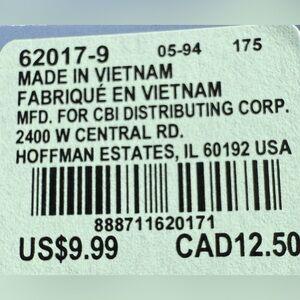 62017-9 05-94 175
MADE IN VIETNAM
FABRIQUÉ EN VIETNAM
MFD. FOR CBI DISTRIBUTING CORP.
2400 W CENTRAL RD.
HOFFMAN ESTATES, IL 60192 USA
888711620171
US$9.99 CAD12.50